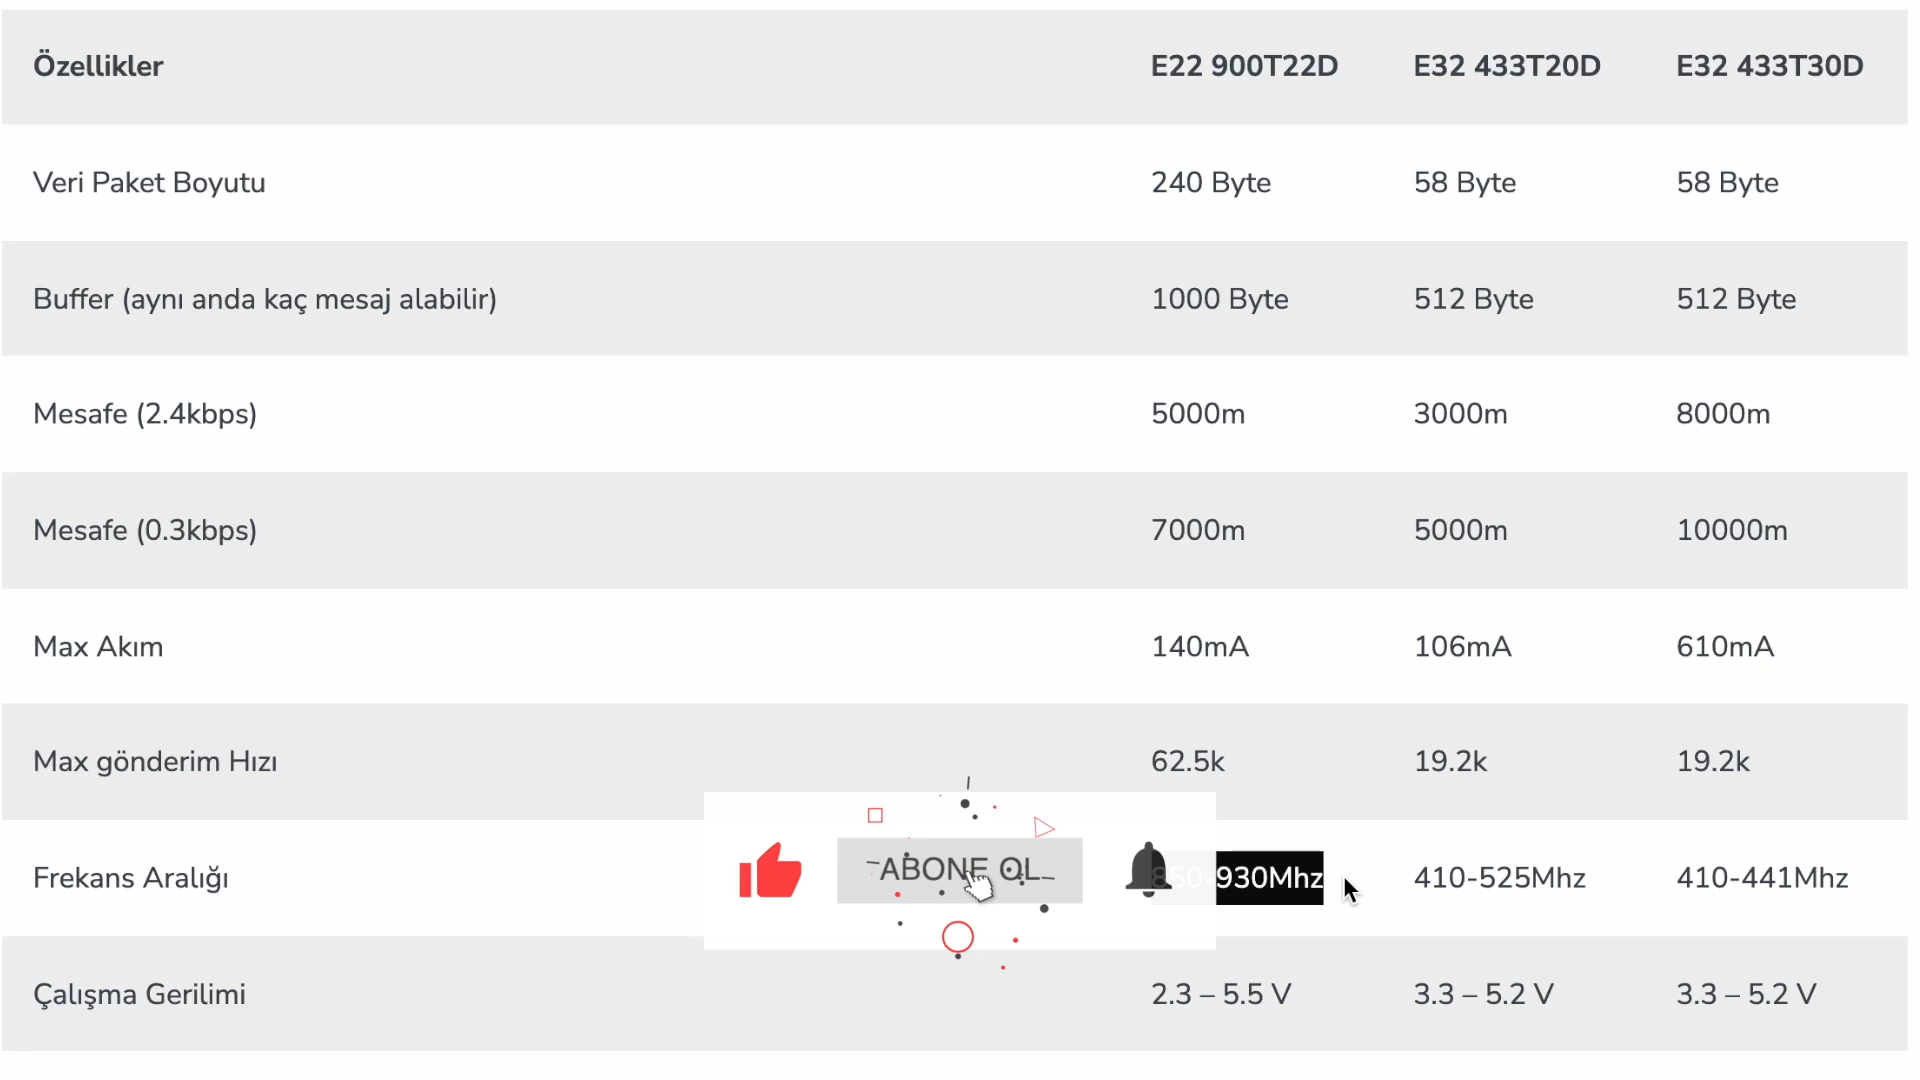 Özellikler E22 900T22D E32 433T20D E32 433T30D
Veri Paket Boyutu 240 Byte 58 Byte 58 Byte
Buffer (aynı anda kaç mesaj alabilir) 1000 Byte 512 Byte 512 Byte
Mesafe (2.4kbps) 5000m 3000m 8000m
Mesafe (0.3kbps) 7000m 5000m 10000m
Max Akım 140mA 106mA 610mA
Max gönderim Hızı 62.5k 19.2k 19.2k
ABONE OL
Frekans Aralığı 850-930Mhz 410-525Mhz 410-441Mhz
Çalışma Gerilimi 2.3 – 5.5 V 3.3 – 5.2 V 3.3 – 5.2 V